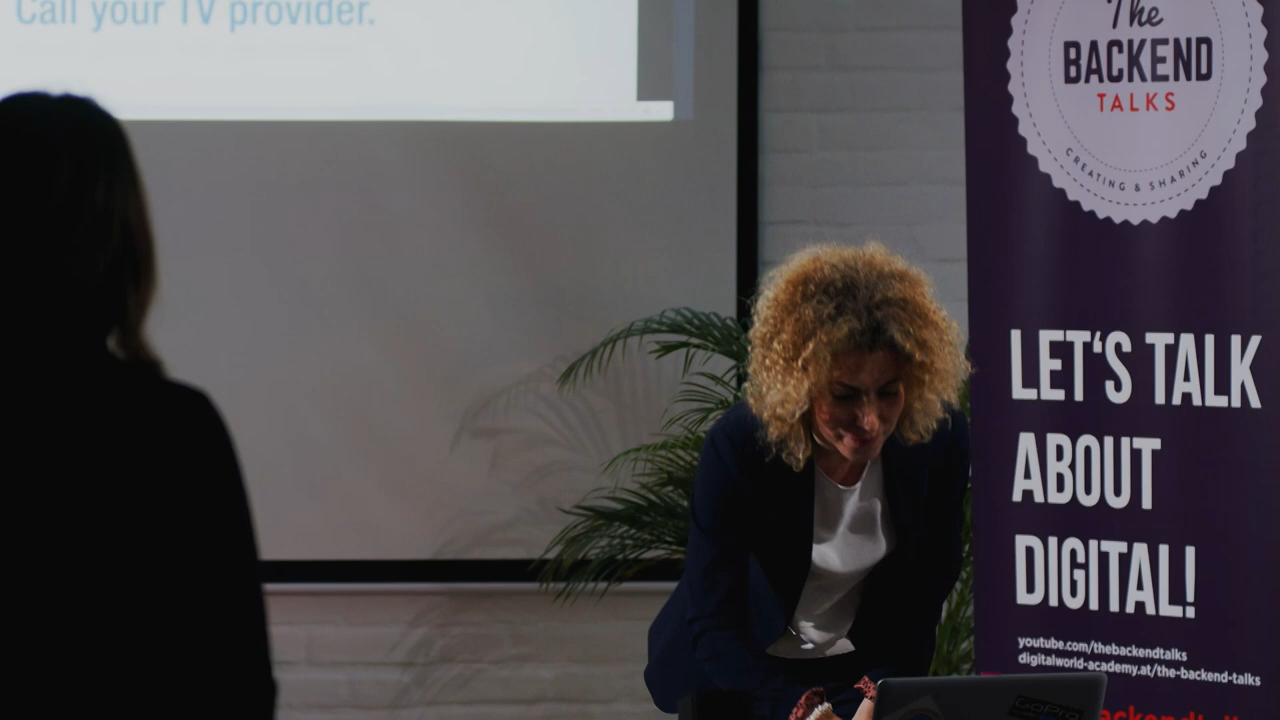 Call your TV provider.
The
BACKEND
TALKS
CREATING & SHARING
LET'S TALK
ABOUT
DIGITAL!
youtube.com/thebackendtalks
digitalworld-academy.at/the-backend-talks
GoPro